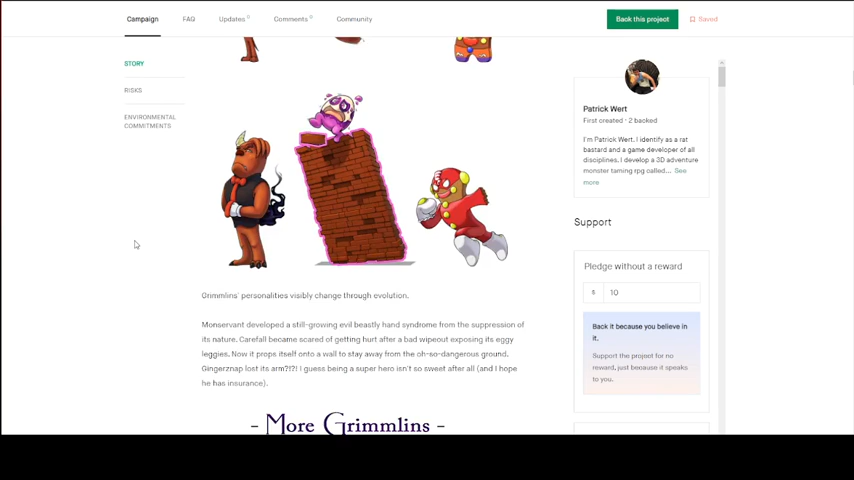 Campaign
FAQ
Updates 0
Comments 0
Community
Back this project
Saved
STORY
RISKS
ENVIRONMENTAL
COMMITMENTS
Patrick Wert
First created · 2 backed
I'm Patrick Wert. I identify as a rat
bastard and a game developer of all
disciplines. I develop a 3D adventure
monster taming rpg called... See
more
Support
Pledge without a reward
$ 10
Back it because you believe in
it.
Support the project for no
reward, just because it speaks
to you.
Grimmlins' personalities visibly change through evolution.
Monservant developed a still-growing evil beastly hand syndrome from the suppression of
its nature. Carefall became scared of getting hurt after a bad wipeout exposing its eggy
leggies. Now it props itself onto a wall to stay away from the oh-so-dangerous ground.
Gingerznap lost its arm?!?! I guess being a super hero isn't so sweet after all (and I hope
he has insurance).
- More Grimmlins -